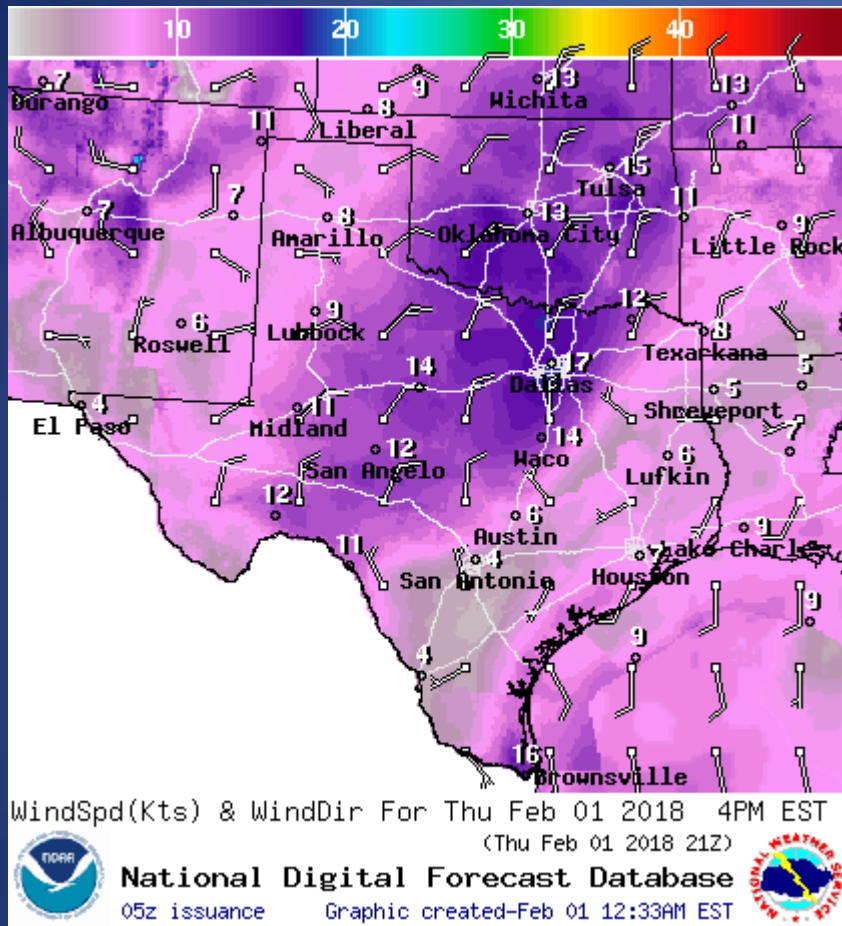 10 20 30 40
7 9 13 13
Durango Wichita
8
Liberal
11 11
15
Tulsa
7 7 8 13 11 9
Albuquerque Amarillo Oklahoma City Little Rock
6 9 12 8
Roswell Lubbock Texarkana
17
14 Dallas 5 5
4 11 Shreveport
El Paso Midland
12 14 6 7
San Angelo Waco Lufkin
12 6 9
Austin
11 4 7 Lake Charles
San Antonio Houston
9
4 9
16
Brownsville
WindSpd(Kts) & WindDir For Thu Feb 01 2018 4PM EST
(Thu Feb 01 2018 21Z)
noaa
National Digital Forecast Database
05z issuance Graphic created-Feb 01 12:33AM EST
NATIONAL WEATHER SERVICE